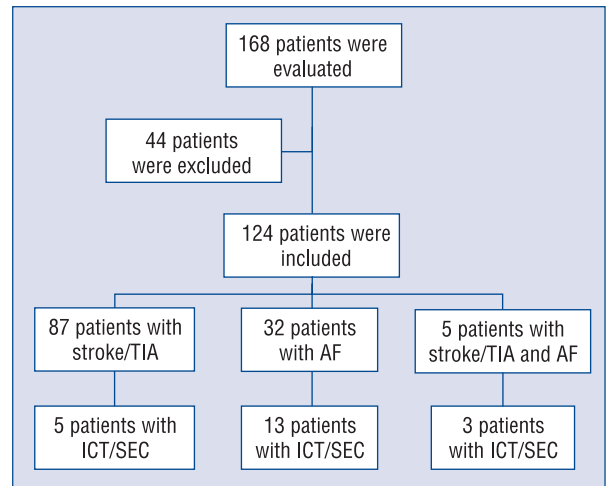 168 patients were
evaluated
44 patients
were excluded
124 patients were
included
87 patients with
stroke/TIA
32 patients
with AF
5 patients with
stroke/TIA and AF
5 patients with
ICT/SEC
13 patients
with ICT/SEC
3 patients
with ICT/SEC